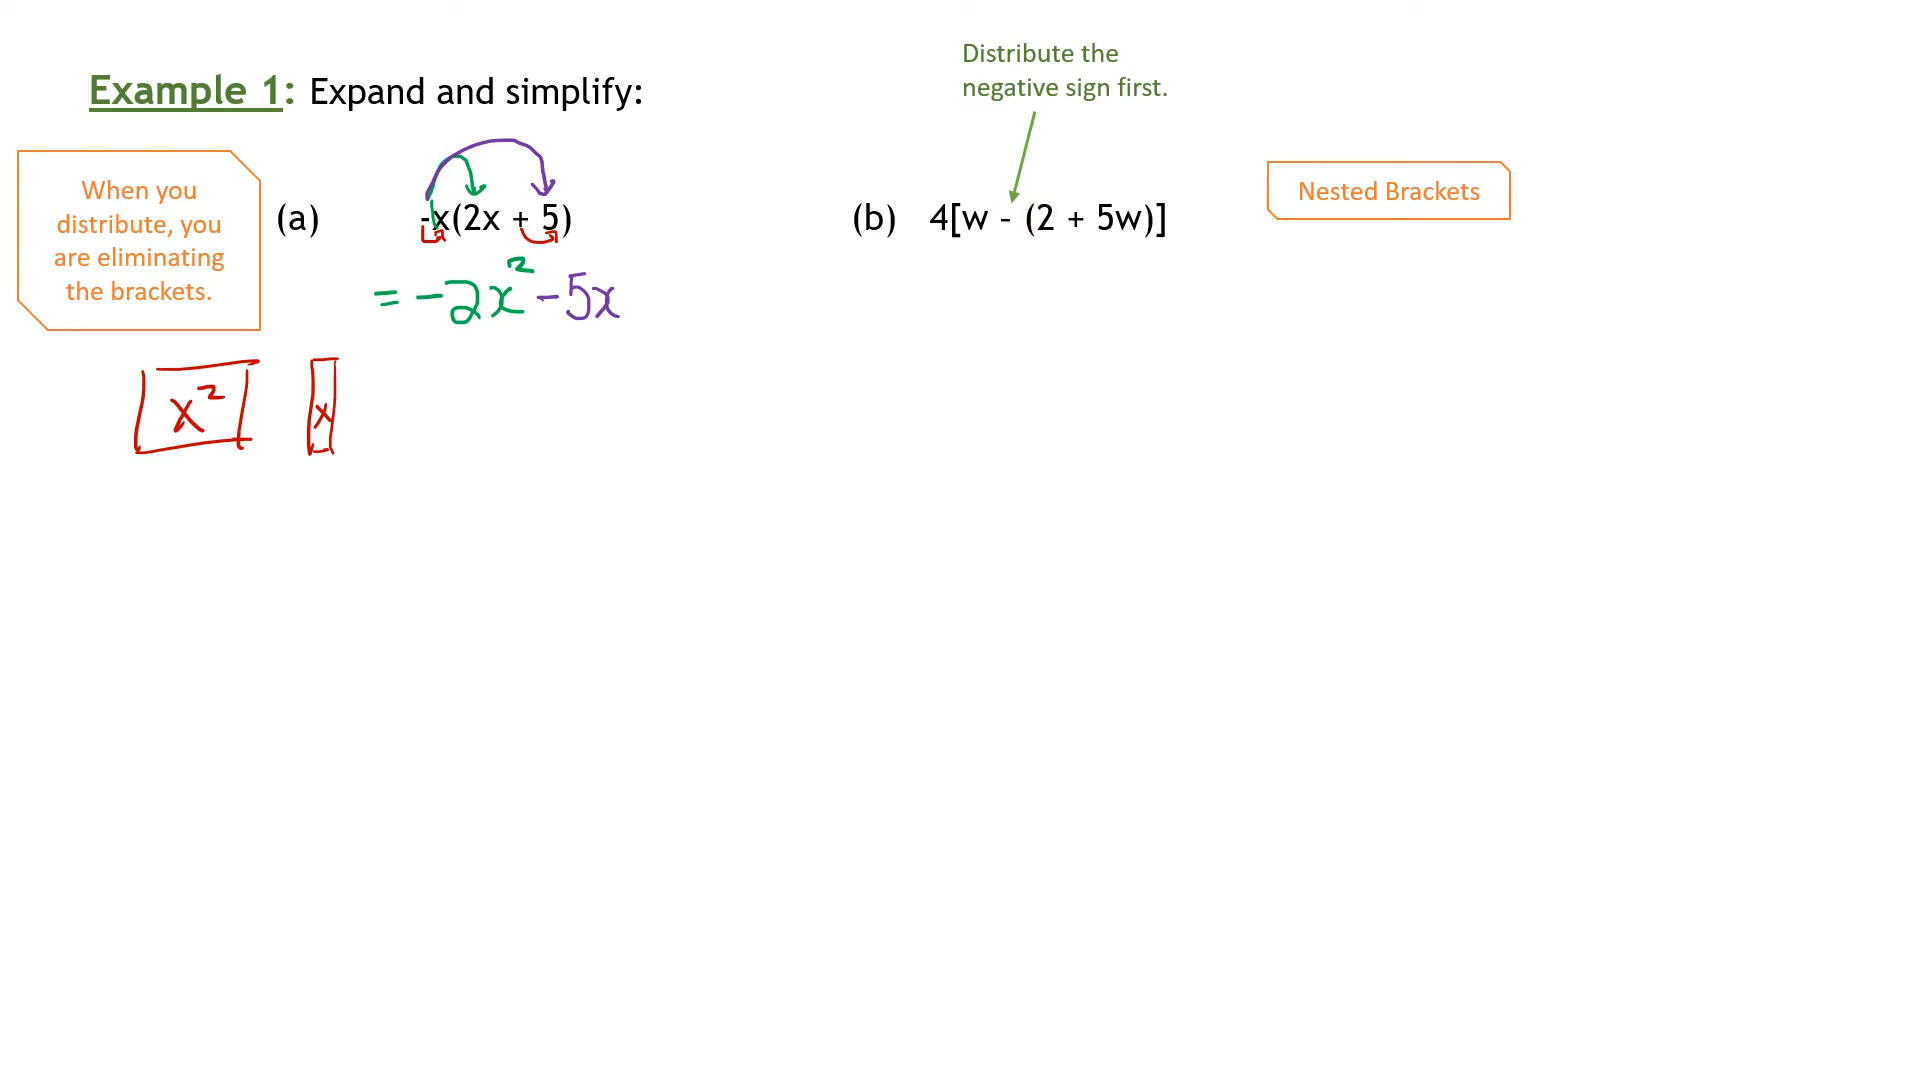 Example 1: Expand and simplify:
When you
distribute, you
are eliminating
the brackets.
(a) -x(2x + 5)
= -2x² -5x
x² x
Distribute the
negative sign first.
(b) 4[w - (2 + 5w)]
Nested Brackets